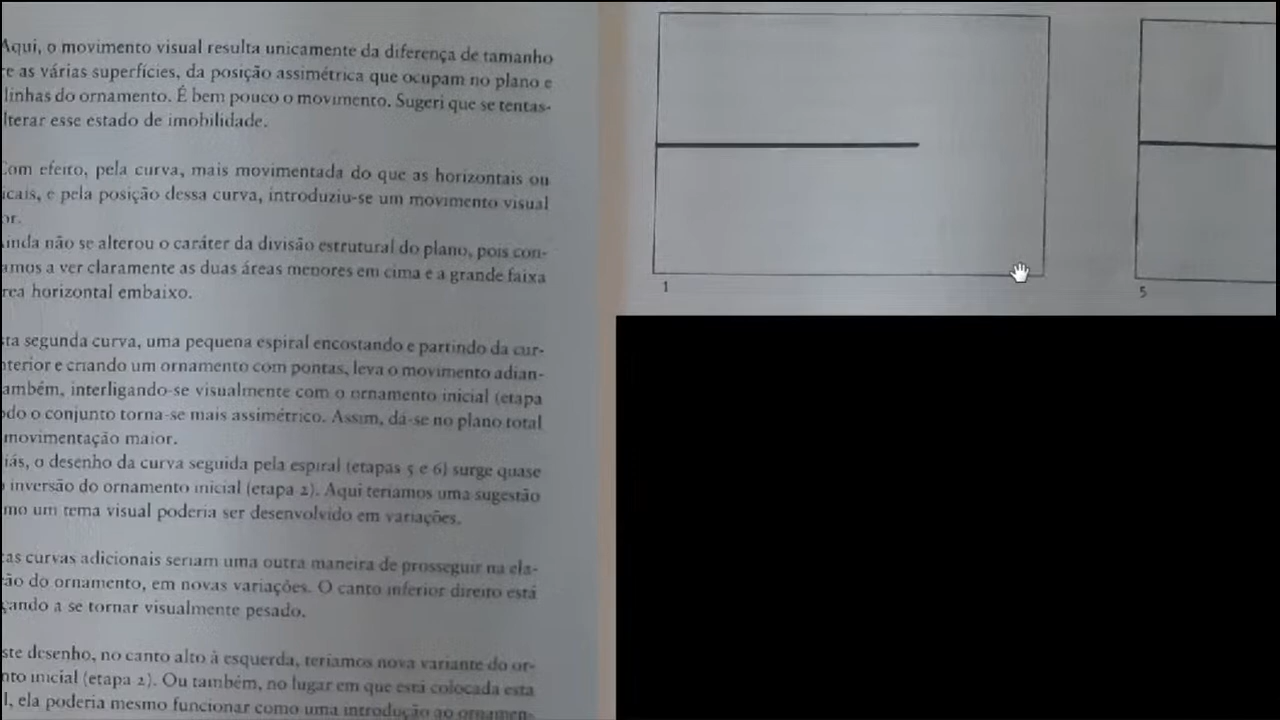 Aqui, o movimento visual resulta unicamente da diferença de tamanho
re as várias superfícies, da posição assimétrica que ocupam no plano e
linhas do ornamento. É bem pouco o movimento. Sugeri que se tentas-
lterar esse estado de imobilidade.
Com efeito, pela curva, mais movimentada do que as horizontais ou
icais, e pela posição dessa curva, introduziu-se um movimento visual
or.
Ainda não se alterou o caráter da divisão estrutural do plano, pois con-
amos a ver claramente as duas áreas menores em cima e a grande faixa
rea horizontal embaixo.
sta segunda curva, uma pequena espiral encostando e partindo da cur-
nterior e criando um ornamento com pontas, leva o movimento adian-
ambém, interligando-se visualmente com o ornamento inicial (etapa
odo o conjunto torna-se mais assimétrico. Assim, dá-se no plano total
movimentação maior.
iás, o desenho da curva seguida pela espiral (etapas 5 e 6) surge quase
o inversão do ornamento inicial (etapa 2). Aqui teríamos uma sugestão
mo um tema visual poderia ser desenvolvido em variações.
tas curvas adicionais seriam uma outra maneira de prosseguir na ela-
ção do ornamento, em novas variações. O canto inferior direito está
çando a se tornar visualmente pesado.
ste desenho, no canto alto à esquerda, teríamos nova variante do or-
nto inicial (etapa 2). Ou também, no lugar em que está colocada esta
l, ela poderia mesmo funcionar como uma introdução ao ornamen-
1
5